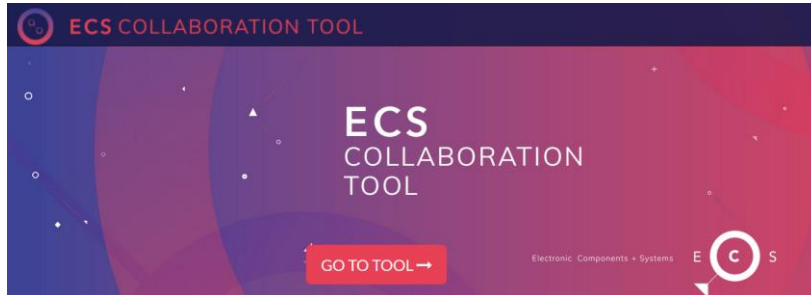 ECS COLLABORATION TOOL
ECS
COLLABORATION
TOOL
GO TO TOOL→
Electronic Components + Systems
E C S